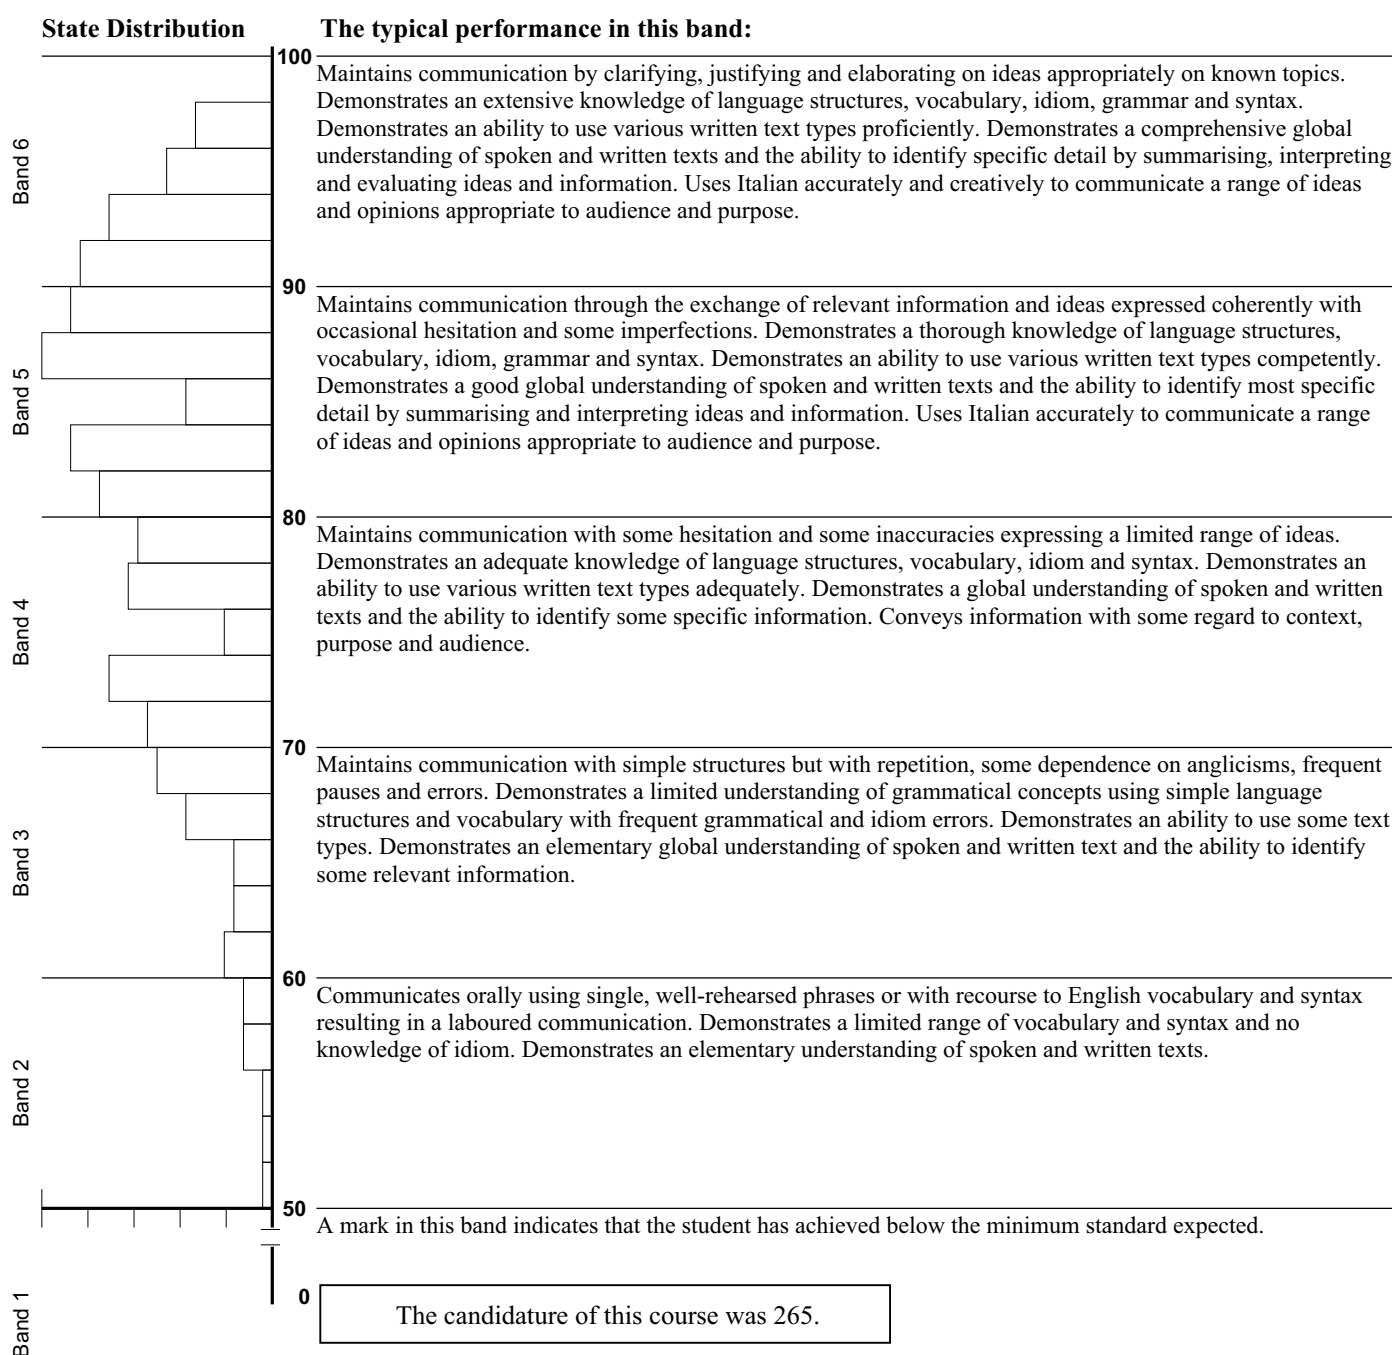 State Distribution
The typical performance in this band:
100
Maintains communication by clarifying, justifying and elaborating on ideas appropriately on known topics.
Demonstrates an extensive knowledge of language structures, vocabulary, idiom, grammar and syntax.
Demonstrates an ability to use various written text types proficiently. Demonstrates a comprehensive global
understanding of spoken and written texts and the ability to identify specific detail by summarising, interpreting
and evaluating ideas and information. Uses Italian accurately and creatively to communicate a range of ideas
and opinions appropriate to audience and purpose.
Band 6
90
Maintains communication through the exchange of relevant information and ideas expressed coherently with
occasional hesitation and some imperfections. Demonstrates a thorough knowledge of language structures,
vocabulary, idiom, grammar and syntax. Demonstrates an ability to use various written text types competently.
Demonstrates a good global understanding of spoken and written texts and the ability to identify most specific
detail by summarising and interpreting ideas and information. Uses Italian accurately to communicate a range
of ideas and opinions appropriate to audience and purpose.
Band 5
80
Maintains communication with some hesitation and some inaccuracies expressing a limited range of ideas.
Demonstrates an adequate knowledge of language structures, vocabulary, idiom and syntax. Demonstrates an
ability to use various written text types adequately. Demonstrates a global understanding of spoken and written
texts and the ability to identify some specific information. Conveys information with some regard to context,
purpose and audience.
Band 4
70
Maintains communication with simple structures but with repetition, some dependence on anglicisms, frequent
pauses and errors. Demonstrates a limited understanding of grammatical concepts using simple language
structures and vocabulary with frequent grammatical and idiom errors. Demonstrates an ability to use some text
types. Demonstrates an elementary global understanding of spoken and written text and the ability to identify
some relevant information.
Band 3
60
Communicates orally using single, well-rehearsed phrases or with recourse to English vocabulary and syntax
resulting in a laboured communication. Demonstrates a limited range of vocabulary and syntax and no
knowledge of idiom. Demonstrates an elementary understanding of spoken and written texts.
Band 2
50
A mark in this band indicates that the student has achieved below the minimum standard expected.
Band 1
0
The candidature of this course was 265.